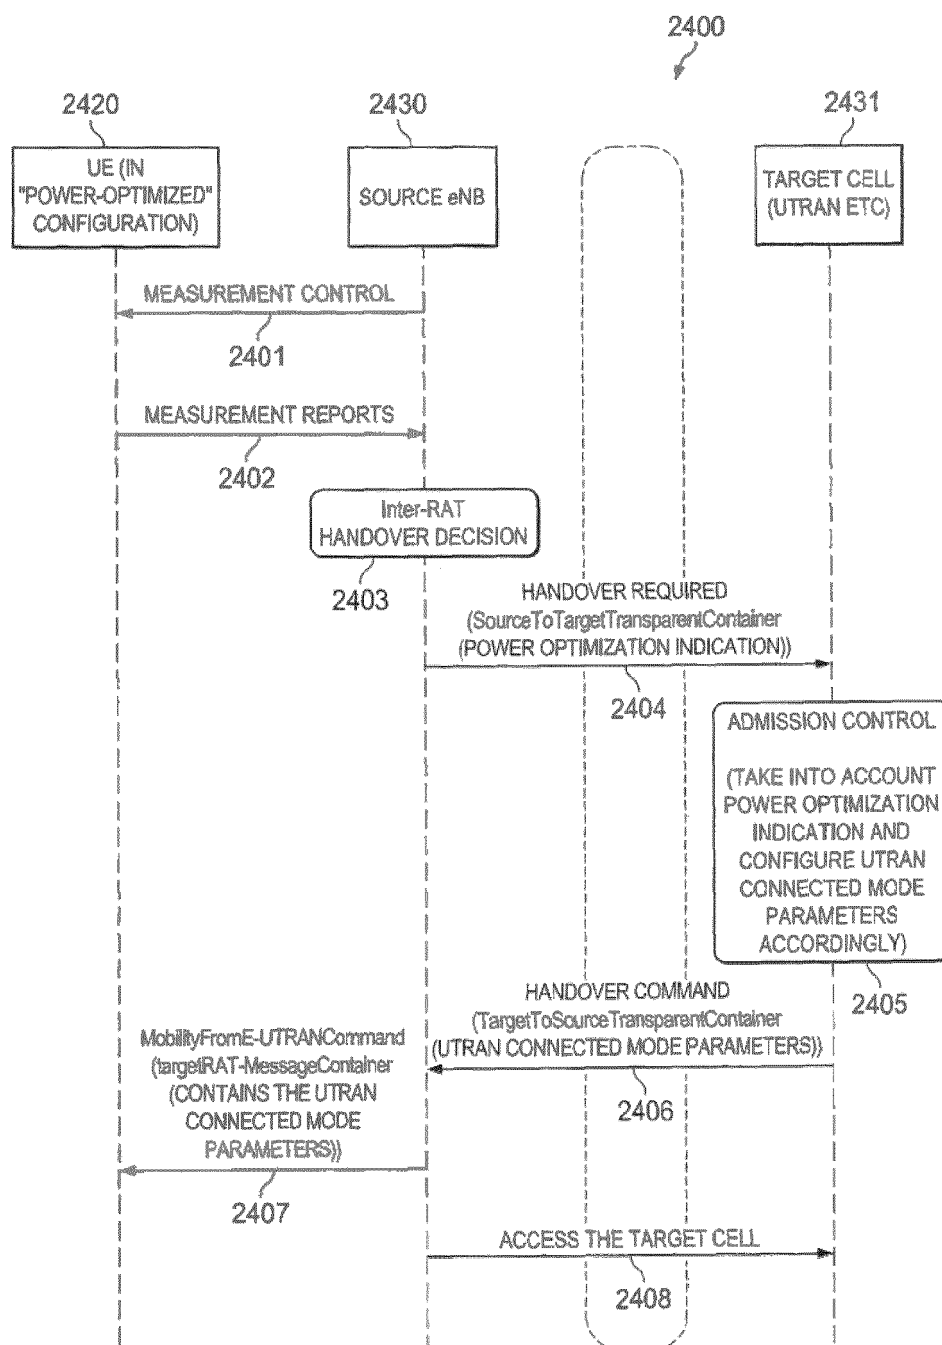 2400
2420
2430
2431
UE (IN
"POWER-OPTIMIZED"
CONFIGURATION)
SOURCE eNB
TARGET CELL
(UTRAN ETC)
MEASUREMENT CONTROL
2401
MEASUREMENT REPORTS
2402
Inter-RAT
HANDOVER DECISION
2403
HANDOVER REQUIRED
(SourceToTargetTransparentContainer
(POWER OPTIMIZATION INDICATION))
2404
ADMISSION CONTROL
(TAKE INTO ACCOUNT
POWER OPTIMIZATION
INDICATION AND
CONFIGURE UTRAN
CONNECTED MODE
PARAMETERS
ACCORDINGLY)
2405
HANDOVER COMMAND
(TargetToSourceTransparentContainer
(UTRAN CONNECTED MODE PARAMETERS))
2406
MobilityFromE-UTRANCommand
(targetRAT-MessageContainer
(CONTAINS THE UTRAN
CONNECTED MODE
PARAMETERS))
2407
ACCESS THE TARGET CELL
2408